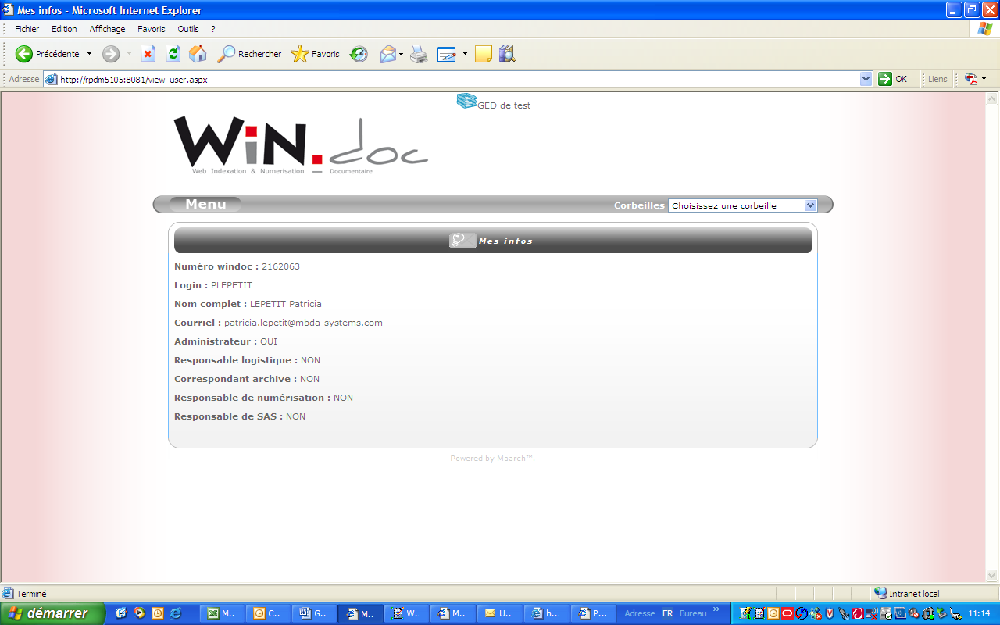 Mes infos - Microsoft Internet Explorer
Fichier Edition Affichage Favoris Outils ?
Précédente Rechercher Favoris
Adresse http://rpdm5105:8081/view_user.aspx OK Liens
GED de test
WiN.doc
Web Indexation & Numerisation — Documentaire
Menu Corbeilles Choisissez une corbeille
Mes infos
Numéro windoc : 2162063
Login : PLEPETIT
Nom complet : LEPETIT Patricia
Courriel : patricia.lepetit@mbda-systems.com
Administrateur : OUI
Responsable logistique : NON
Correspondant archive : NON
Responsable de numérisation : NON
Responsable de SAS : NON
Powered by Maarch™.
Terminé Intranet local
démarrer M.. C.. G.. M.. W.. M.. U.. h... P... Adresse FR Bureau » 11:14